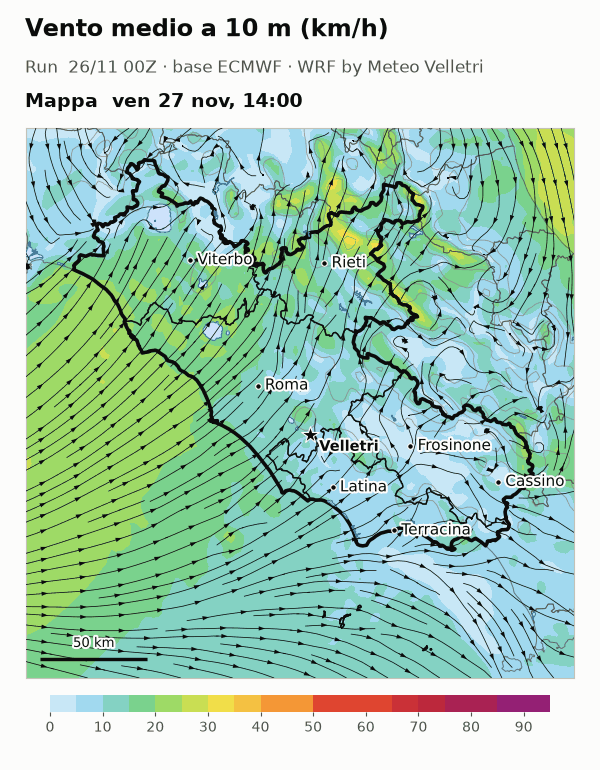 Vento medio a 10 m (km/h)
Run  26/11 00Z · base ECMWF · WRF by Meteo Velletri
Mappa  ven 27 nov, 14:00
Viterbo
Rieti
Roma
Velletri
Frosinone
Cassino
Latina
Terracina
50 km
0 10 20 30 40 50 60 70 80 90